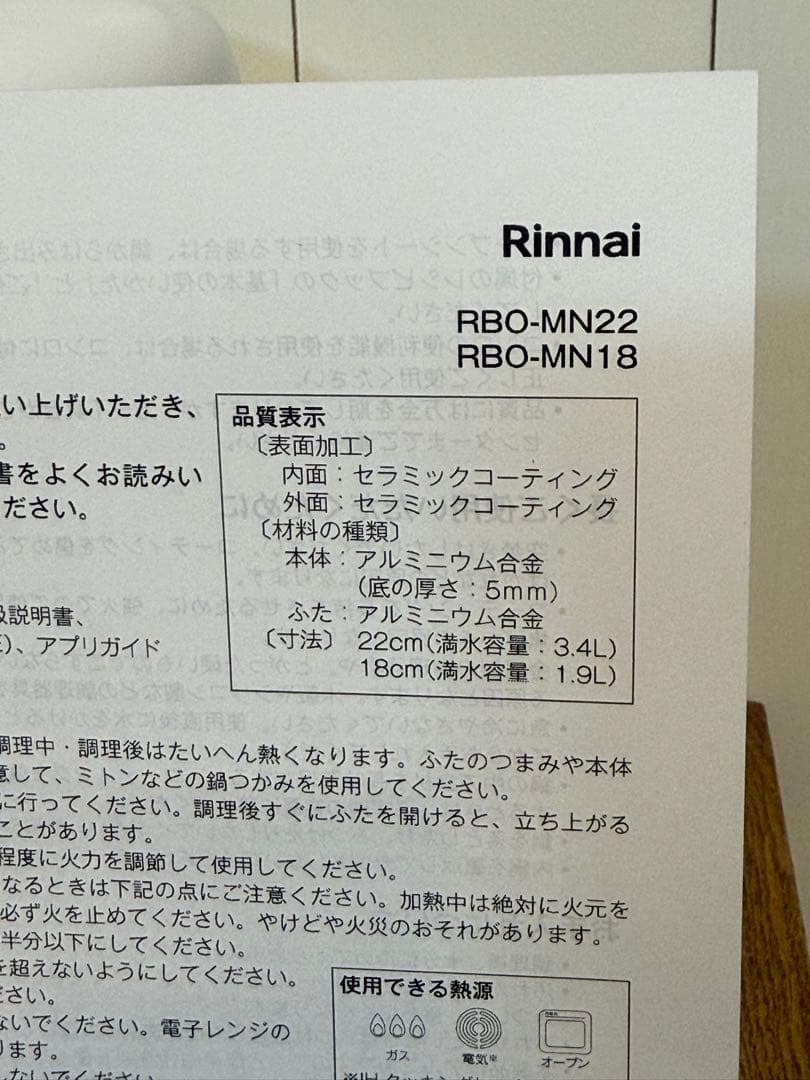 Rinnai
RBO-MN22
RBO-MN18
い上げいただき、
。
書をよくお読みい
ださい。
品質表示
〔表面加工〕
内面：セラミックコーティング
外面：セラミックコーティング
〔材料の種類〕
本体：アルミニウム合金
（底の厚さ：5mm）
ふた：アルミニウム合金
〔寸法〕 22cm（満水容量：3.4L）
18cm（満水容量：1.9L）
扱説明書、
）、アプリガイド
調理中・調理後はたいへん熱くなります。ふたのつまみや本体
意して、ミトンなどの鍋つかみを使用してください。
に行ってください。調理後すぐにふたを開けると、立ち上がる
ことがあります。
程度に火力を調節して使用してください。
なるときは下記の点にご注意ください。加熱中は絶対に火元を
必ず火を止めてください。やけどや火災のおそれがあります。
半分以下にしてください。
を超えないようにしてください。
ださい。
ないでください。電子レンジの
ります。
しないでください。
使用できる熱源
ガス
電気※
オーブン